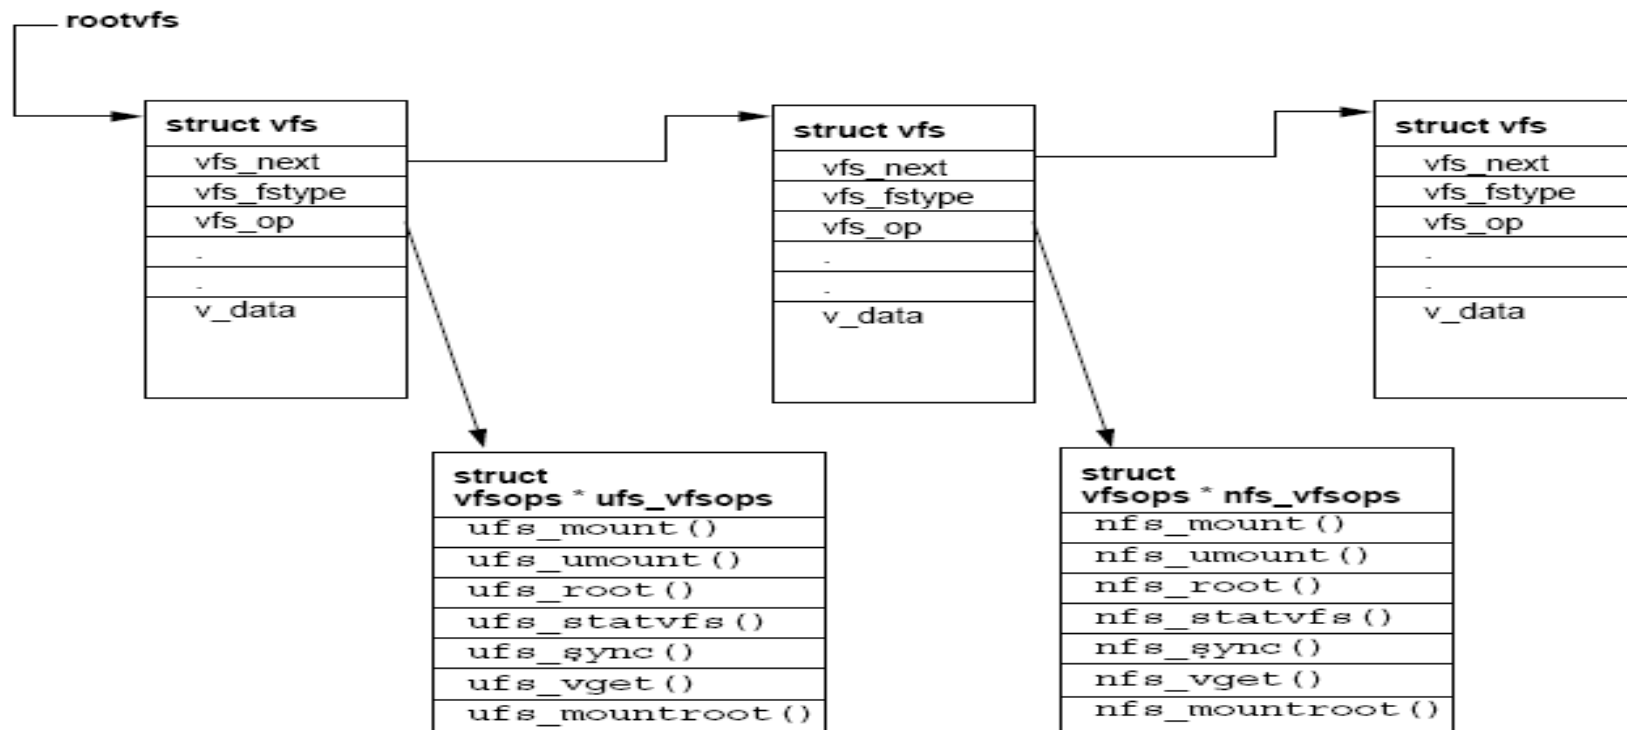 rootvfs
struct vfs
vfs_next
vfs_fstype
vfs_op
.
.
v_data
struct vfs
vfs_next
vfs_fstype
vfs_op
.
.
v_data
struct vfs
vfs_next
vfs_fstype
vfs_op
.
.
v_data
struct
vfsops * ufs_vfsops
ufs_mount()
ufs_umount()
ufs_root()
ufs_statvfs()
ufs_sync()
ufs_vget()
ufs_mountroot()
struct
vfsops * nfs_vfsops
nfs_mount()
nfs_umount()
nfs_root()
nfs_statvfs()
nfs_sync()
nfs_vget()
nfs_mountroot()